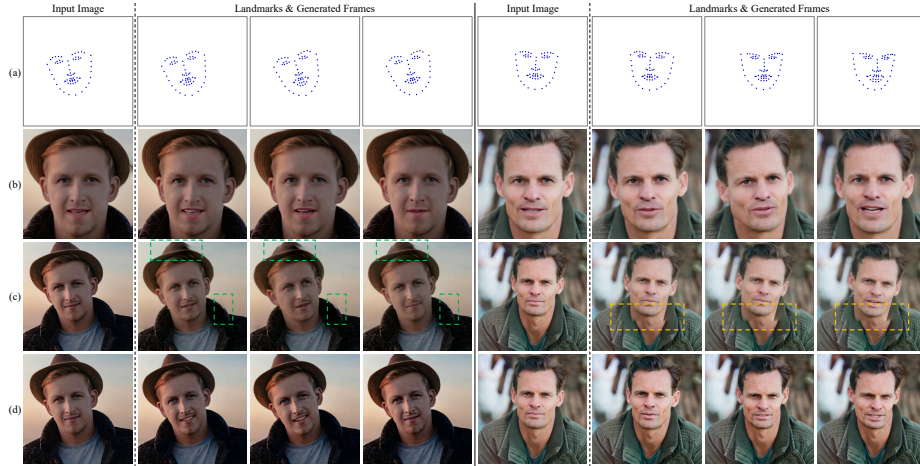 Input Image Landmarks & Generated Frames Input Image Landmarks & Generated Frames
(a)
(b)
(c)
(d)